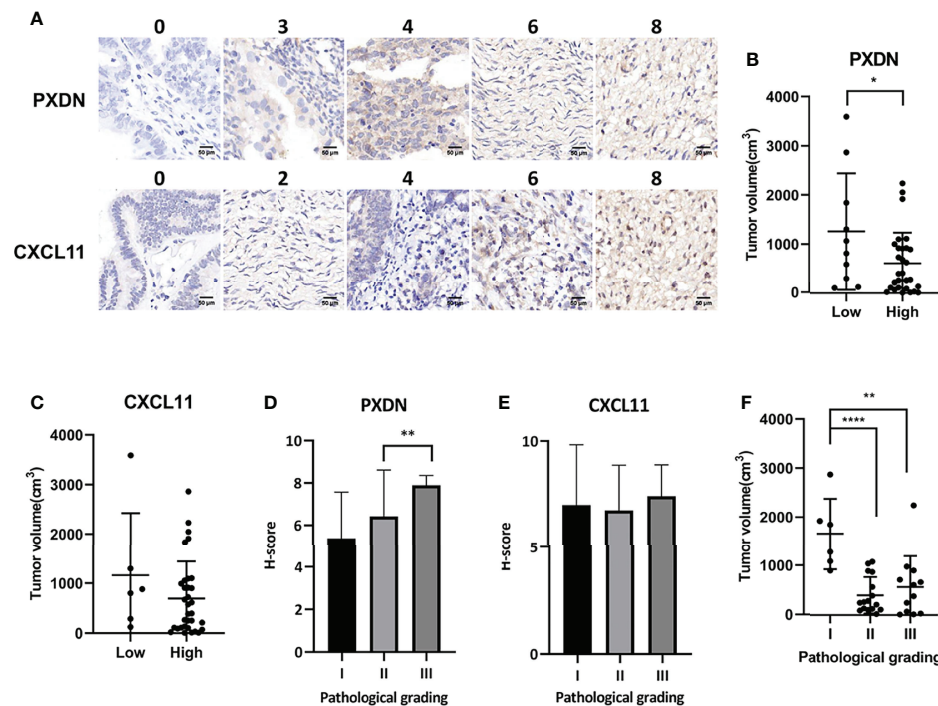 A
0 3 4 6 8
PXDN
50 μm 50 μm 50 μm 50 μm 50 μm
0 2 4 6 8
CXCL11
50 μm 50 μm 50 μm 50 μm 50 μm
B
PXDN
*
Tumor volume(cm³)
4000
3000
2000
1000
0
Low High
C
CXCL11
Tumor volume(cm³)
4000
3000
2000
1000
0
Low High
D
PXDN
**
H-score
10
8
6
4
2
0
I II III
Pathological grading
E
CXCL11
H-score
10
5
0
I II III
Pathological grading
F
**
****
Tumor volume(cm³)
4000
3000
2000
1000
0
I II III
Pathological grading